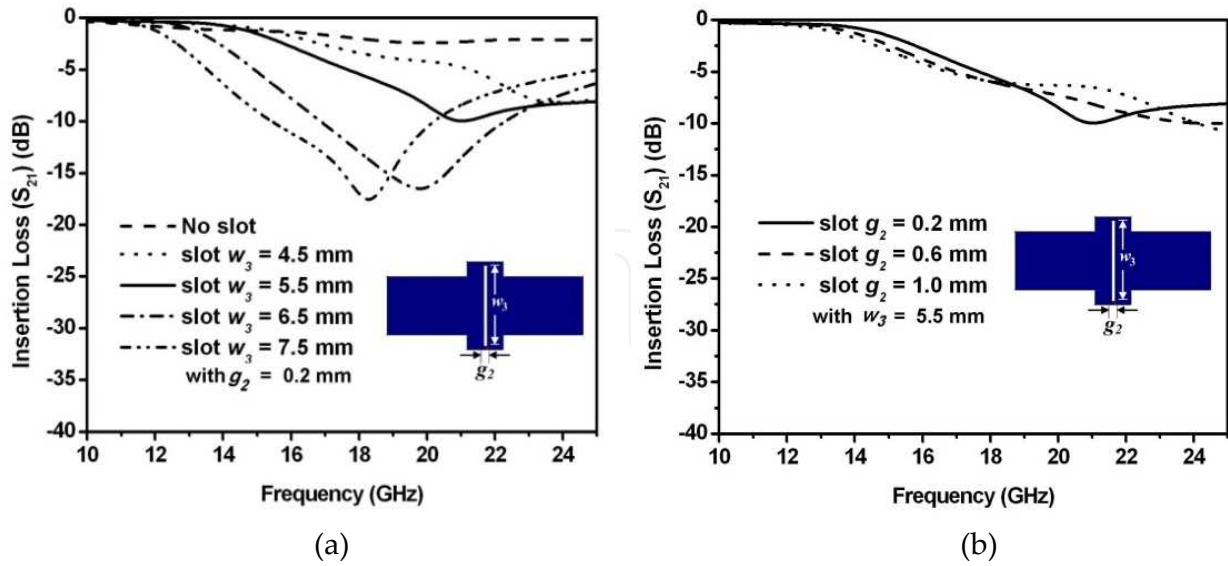 0
-5
-10
-15
-20
-25
-30
-35
-40
Insertion Loss (S21) (dB)
No slot
slot w3 = 4.5 mm
slot w3 = 5.5 mm
slot w3 = 6.5 mm
slot w3 = 7.5 mm
with g2 = 0.2 mm
w3
g2
10 12 14 16 18 20 22 24
Frequency (GHz)
(a)
0
-5
-10
-15
-20
-25
-30
-35
-40
Insertion Loss (S21) (dB)
slot g2 = 0.2 mm
slot g2 = 0.6 mm
slot g2 = 1.0 mm
with w3 = 5.5 mm
w3
g2
10 12 14 16 18 20 22 24
Frequency (GHz)
(b)